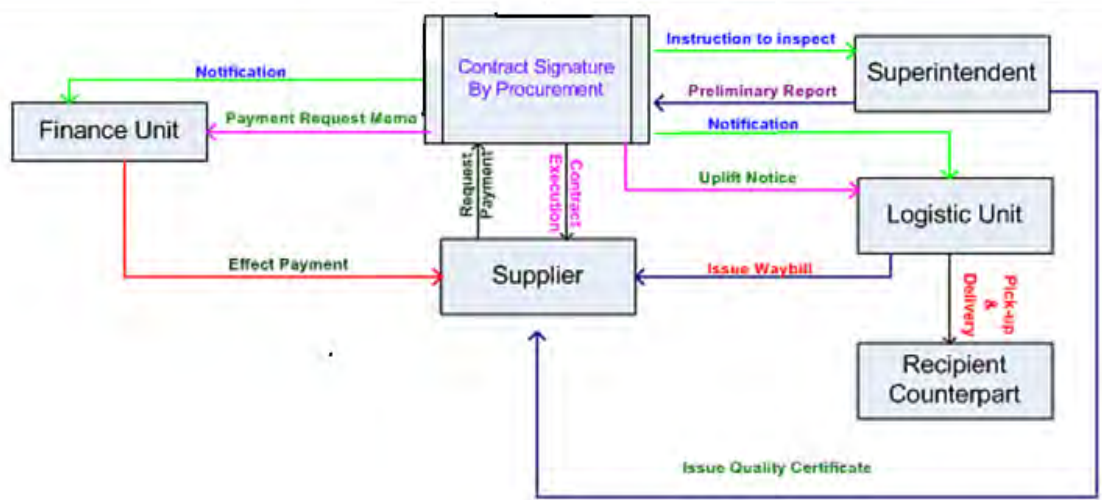 Instruction to inspect
Contract Signature
By Procurement
Superintendent
Notification
Preliminary Report
Finance Unit
Payment Request Memo
Notification
Request
Payment
Contract
Execution
Uplift Notice
Logistic Unit
Effect Payment
Supplier
Issue Waybill
Pick-up
&
Delivery
Recipient
Counterpart
Issue Quality Certificate